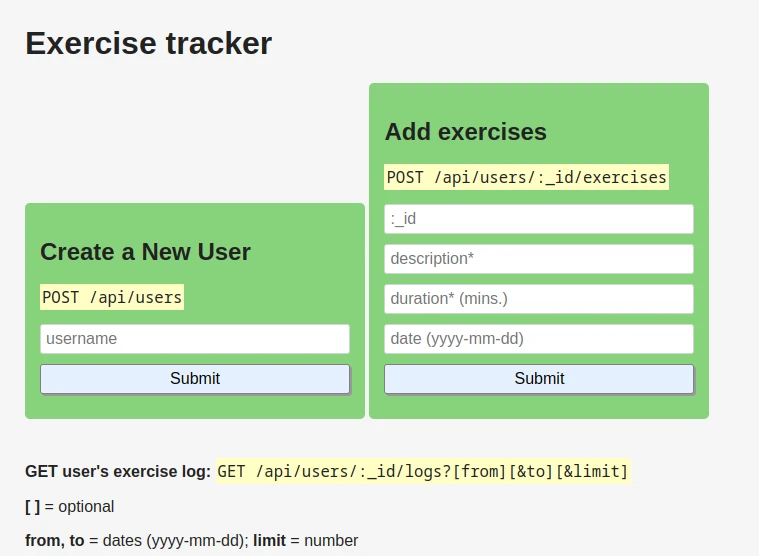 Exercise tracker
Create a New User
POST /api/users
username
Submit
Add exercises
POST /api/users/:_id/exercises
:_id
description*
duration* (mins.)
date (yyyy-mm-dd)
Submit
GET user's exercise log: GET /api/users/:_id/logs?[from][&to][&limit]
[ ] = optional
from, to = dates (yyyy-mm-dd); limit = number